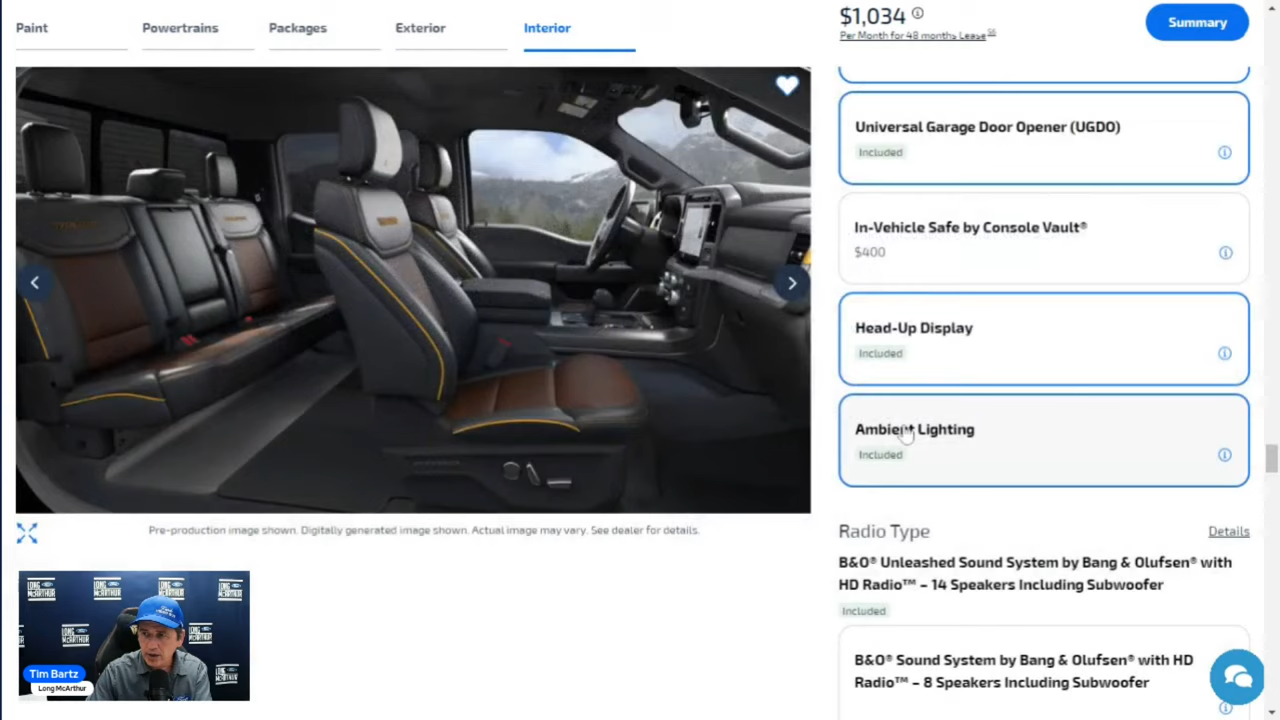 Paint
Powertrains
Packages
Exterior
Interior
$1,034
Per Month for 48 months Lease
Summary
Universal Garage Door Opener (UGDO)
Included
In-Vehicle Safe by Console Vault®
$400
Head-Up Display
Included
Ambient Lighting
Included
Pre-production image shown. Digitally generated image shown. Actual image may vary. See dealer for details.
Radio Type
Details
B&O® Unleashed Sound System by Bang & Olufsen® with
HD Radio™ – 14 Speakers Including Subwoofer
Included
B&O® Sound System by Bang & Olufsen® with HD
Radio™ – 8 Speakers Including Subwoofer
LONG
McARTHUR
Tim Bartz
Long McArthur